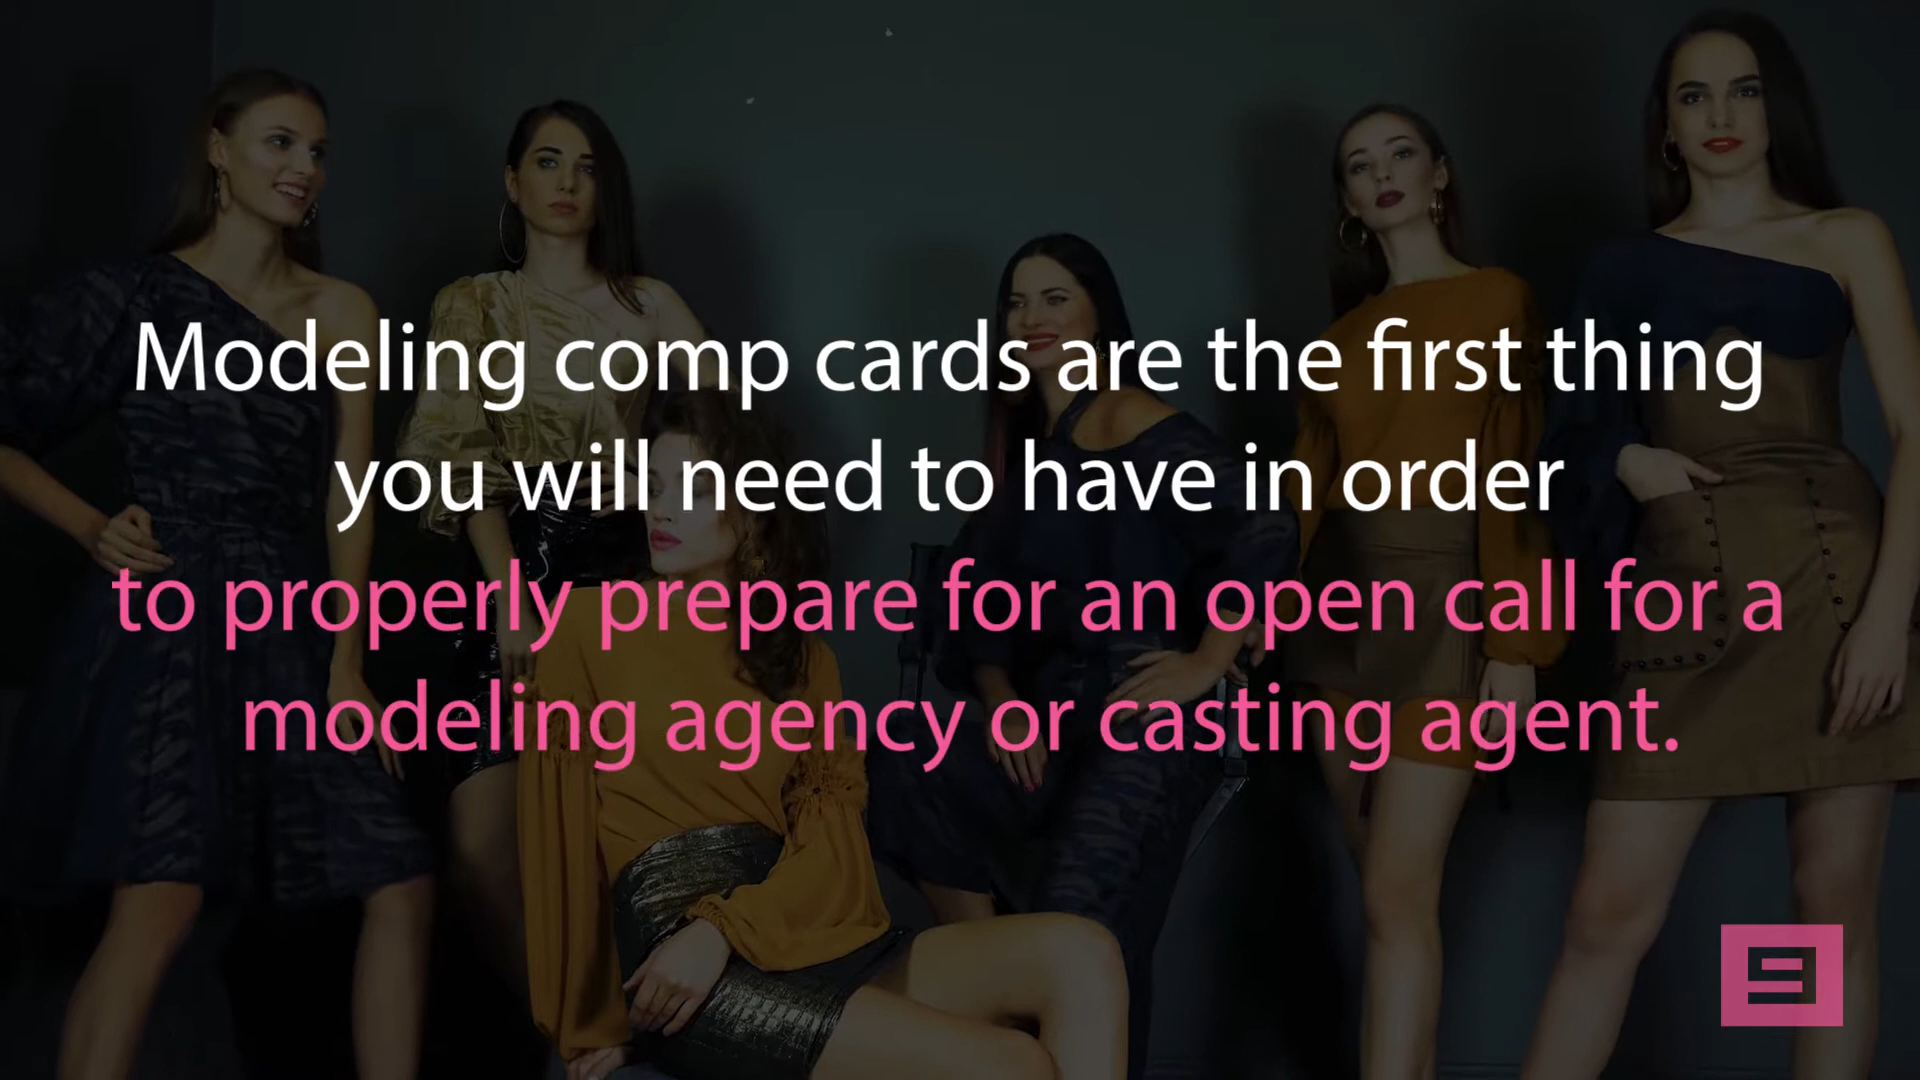 Modeling comp cards are the first thing
you will need to have in order
to properly prepare for an open call for a
modeling agency or casting agent.